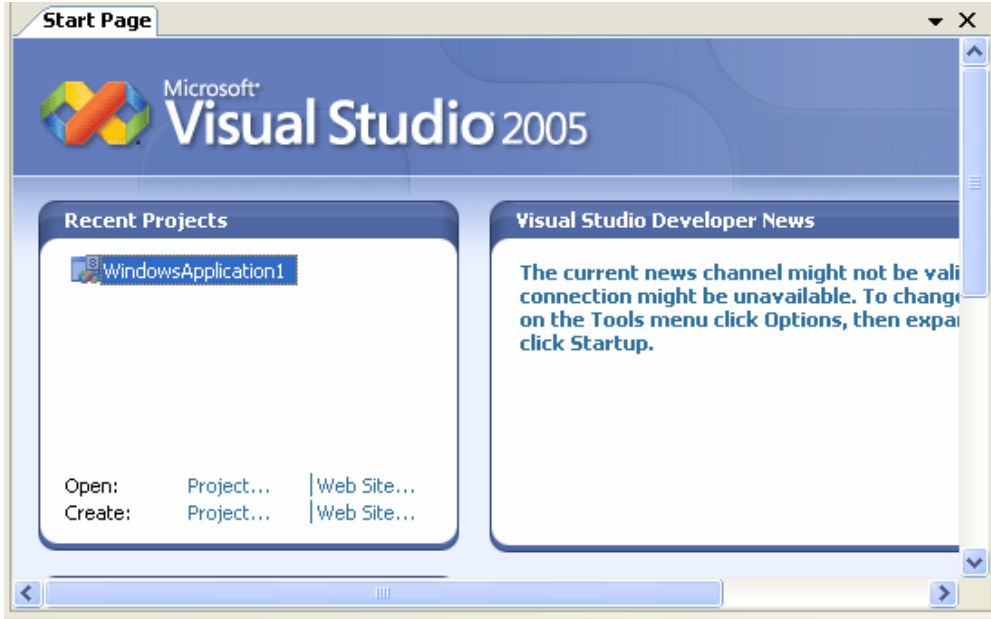 Start Page
Microsoft
Visual Studio 2005
Recent Projects
WindowsApplication1
Open: Project... |Web Site...
Create: Project... |Web Site...
Visual Studio Developer News
The current news channel might not be vali
connection might be unavailable. To change
on the Tools menu click Options, then expa
click Startup.